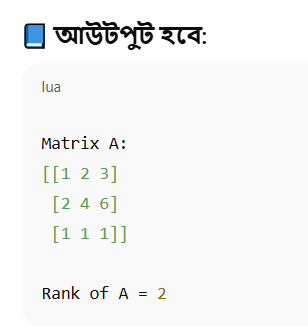 📘 আউটপুট হবে:
lua
Matrix A:
[[1 2 3]
 [2 4 6]
 [1 1 1]]
Rank of A = 2